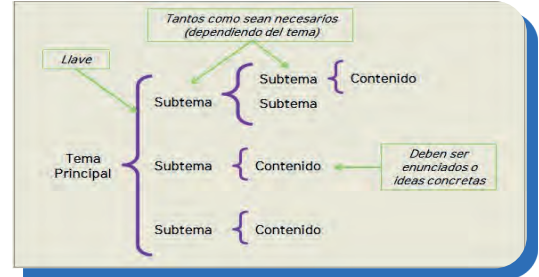 Tantos como sean necesarios
(dependiendo del tema)
Llave
Subtema
Contenido
Subtema
Subtema
Tema
Principal
Subtema
Contenido
Deben ser
enunciados o
ideas concretas
Subtema
Contenido